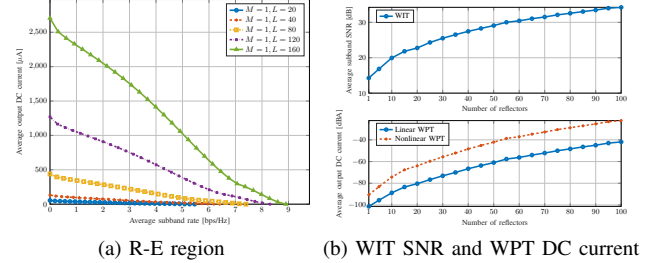 M = 1, L = 20
M = 1, L = 40
M = 1, L = 80
M = 1, L = 120
M = 1, L = 160
Average output DC current [μA]
2,500
2,000
1,500
1,000
500
0
0 1 2 3 4 5 6 7 8 9
Average subband rate [bps/Hz]
(a) R-E region
WIT
Average subband SNR [dB]
30
20
10
1 10 20 30 40 50 60 70 80 90 100
Number of reflectors
Linear WPT
Nonlinear WPT
Average output DC current [dBA]
−40
−60
−80
−100
1 10 20 30 40 50 60 70 80 90 100
Number of reflectors
(b) WIT SNR and WPT DC current